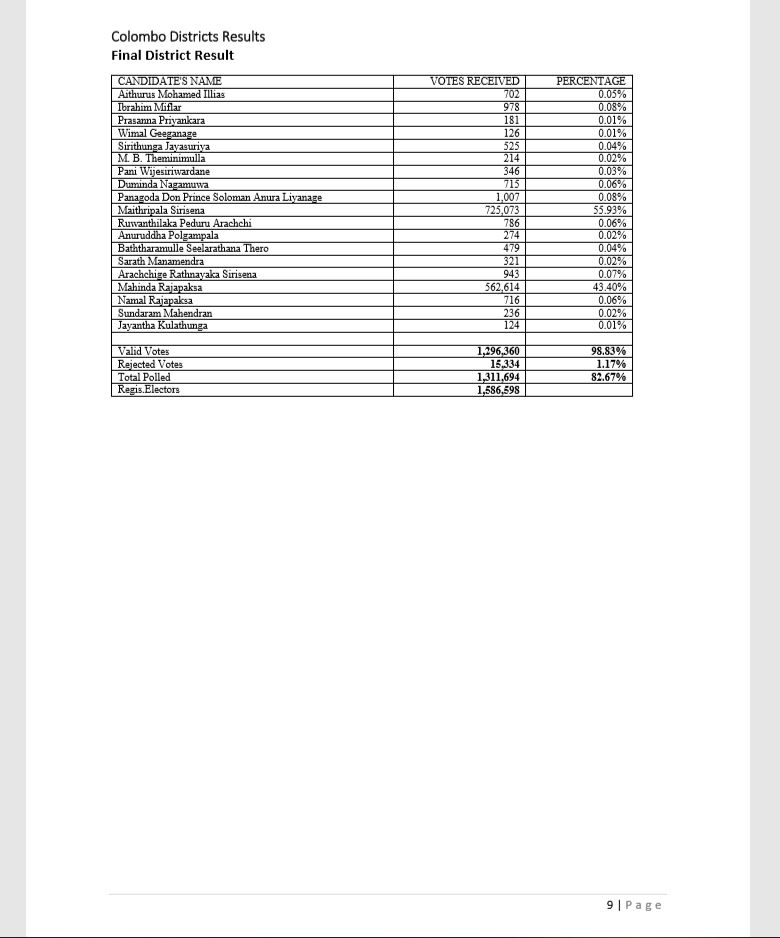 Colombo Districts Results
Final District Result
CANDIDATE'S NAME VOTES RECEIVED PERCENTAGE
Aithurus Mohamed Illias 702 0.05%
Ibrahim Miflar 978 0.08%
Prasanna Priyankara 181 0.01%
Wimal Geeganage 126 0.01%
Sirithunga Jayasuriya 525 0.04%
M. B. Theminimulla 214 0.02%
Pani Wijesiriwardane 346 0.03%
Duminda Nagamuwa 715 0.06%
Panagoda Don Prince Soloman Anura Liyanage 1,007 0.08%
Maithripala Sirisena 725,073 55.93%
Ruwanthilaka Peduru Arachchi 786 0.06%
Anuruddha Polgampala 274 0.02%
Baththaramulle Seelarathana Thero 479 0.04%
Sarath Manamendra 321 0.02%
Arachchige Rathnayaka Sirisena 943 0.07%
Mahinda Rajapaksa 562,614 43.40%
Namal Rajapaksa 716 0.06%
Sundaram Mahendran 236 0.02%
Jayantha Kulathunga 124 0.01%
Valid Votes 1,296,360 98.83%
Rejected Votes 15,334 1.17%
Total Polled 1,311,694 82.67%
Regis.Electors 1,586,598
9 | Page